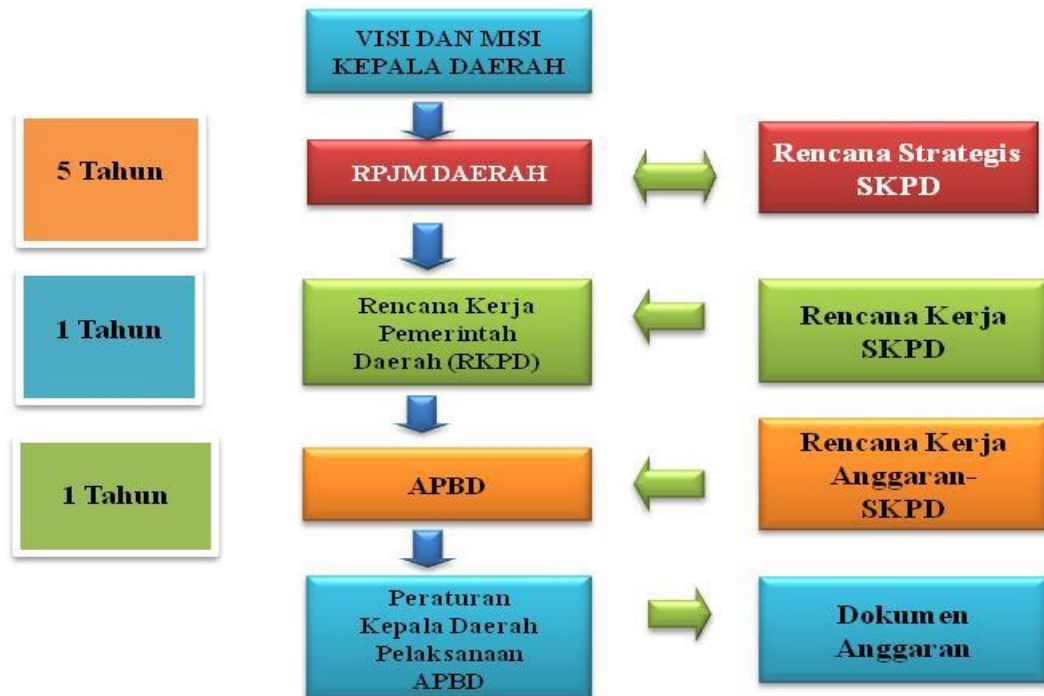 VISI DAN MISI
KEPALA DAERAH
5 Tahun
RPJM DAERAH
Rencana Strategis
SKPD
1 Tahun
Rencana Kerja
Pemerintah
Daerah (RKPD)
Rencana Kerja
SKPD
1 Tahun
APBD
Rencana Kerja
Anggaran-
SKPD
Peraturan
Kepala Daerah
Pelaksanaan
APBD
Dokumen
Anggaran